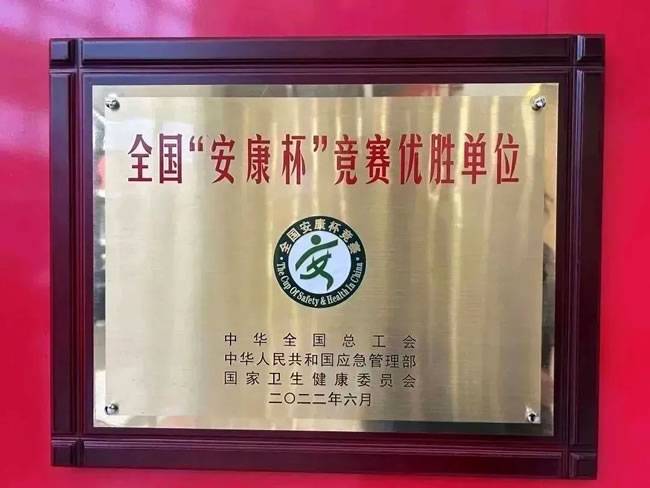 全国“安康杯”竞赛优胜单位
全国安康杯竞赛
安
The Cup Of Safety & Health In China
中华全国总工会
中华人民共和国应急管理部
国家卫生健康委员会
二〇二二年六月